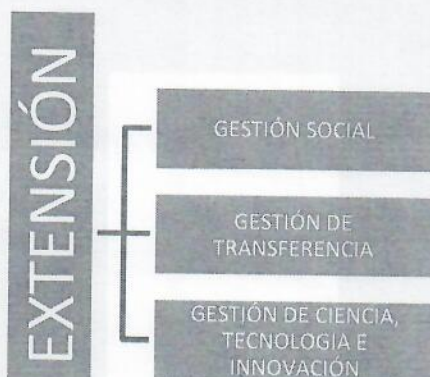 EXTENSIÓN
GESTIÓN SOCIAL
GESTIÓN DE
TRANSFERENCIA
GESTIÓN DE CIENCIA,
TECNOLOGIA E
INNOVACIÓN